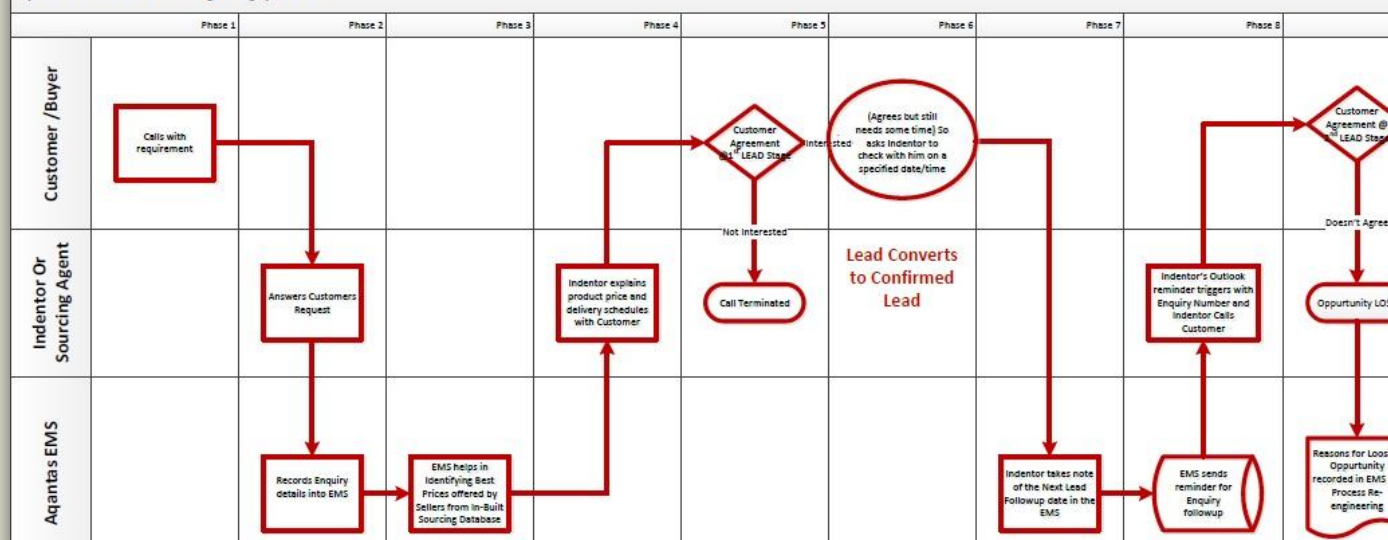 Phase 1
Phase 2
Phase 3
Phase 4
Phase 5
Phase 6
Phase 7
Phase 8
Customer /Buyer
Calls with
requirement
Customer
Agreement
@1st LEAD Stage
Interested
(Agrees but still
needs some time) So
asks Indentor to
check with him on a
specified date/time
Customer
Agreement @
LEAD Stage
Not Interested
Doesn't Agree
Indentor Or
Sourcing Agent
Answers Customers
Request
Indentor explains
product price and
delivery schedules
with Customer
Call Terminated
Lead Converts
to Confirmed
Lead
Indentor's Outlook
reminder triggers with
Enquiry Number and
Indentor Calls
Customer
Oppurtunity LOS
Aqantas EMS
Records Enquiry
details into EMS
EMS helps in
Identifying Best
Prices offered by
Sellers from In-Built
Sourcing Database
Indentor takes note
of the Next Lead
Followup date in the
EMS
EMS sends
reminder for
Enquiry
followup
Reasons for Loos
Oppurtunity
recorded in EMS
Process Re-
engineering